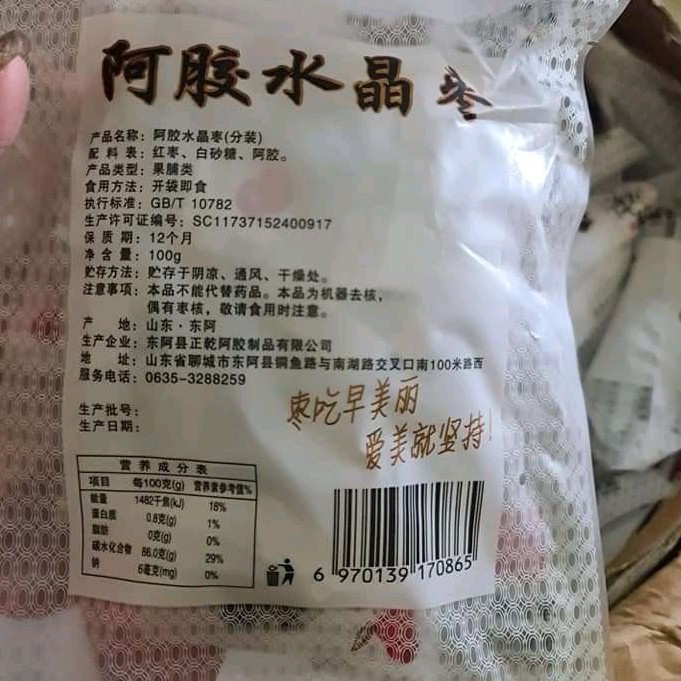 阿胶水晶枣
产品名称：阿胶水晶枣(分装)
配 料 表：红枣、白砂糖、阿胶。
产品类型：果脯类
食用方法：开袋即食
执行标准：GB/T 10782
生产许可证编号：SC11737152400917
保 质 期：12个月
净 含 量：100g
贮存方法：贮存于阴凉、通风、干燥处。
注意事项：本品不能代替药品。本品为机器去核，
偶有枣核，敬请食用时注意。
产 地：山东·东阿
生产企业：东阿县正乾阿胶制品有限公司
地 址：山东省聊城市东阿县铜鱼路与南湖路交叉口南100米路西
服务电话：0635-3288259
枣吃早美丽
爱美就坚持！
生产批号：
生产日期：
营养成分表
项目 每100克(g) 营养素参考值%
能量 1482千焦(kJ) 18%
蛋白质 0.8克(g) 1%
脂肪 0克(g) 0%
碳水化合物 86.0克(g) 29%
钠 6毫克(mg) 0%
6 970139 170865